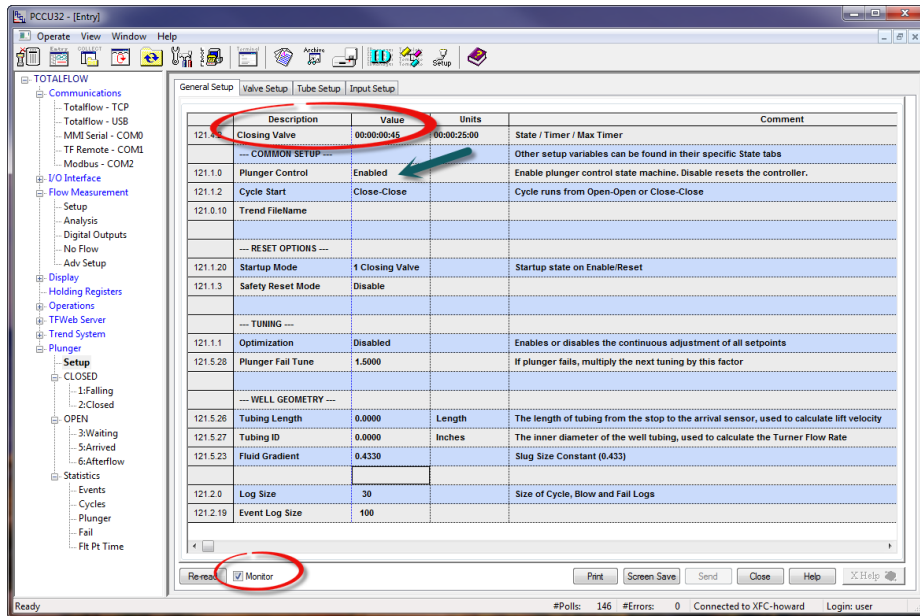 PCCU32 - [Entry]
Operate View Window Help
Entry COLLECT Terminal Archive Setup
TOTALFLOW
Communications
Totalflow - TCP
Totalflow - USB
MMI Serial - COM0
TF Remote - COM1
Modbus - COM2
I/O Interface
Flow Measurement
Setup
Analysis
Digital Outputs
No Flow
Adv Setup
Display
Holding Registers
Operations
TFWeb Server
Trend System
Plunger
Setup
CLOSED
1:Falling
2:Closed
OPEN
3:Waiting
5:Arrived
6:Afterflow
Statistics
Events
Cycles
Plunger
Fail
Flt Pt Time
General Setup Valve Setup Tube Setup Input Setup
Description Value Units Comment
Closing Valve 00:00:00:45 00:00:25:00 State / Timer / Max Timer
--- COMMON SETUP --- Other setup variables can be found in their specific State tabs
121.1.0 Plunger Control Enabled Enable plunger control state machine. Disable resets the controller.
121.1.2 Cycle Start Close-Close Cycle runs from Open-Open or Close-Close
121.0.10 Trend FileName
--- RESET OPTIONS ---
121.1.20 Startup Mode 1 Closing Valve Startup state on Enable/Reset
121.1.3 Safety Reset Mode Disable
--- TUNING ---
121.1.1 Optimization Disabled Enables or disables the continuous adjustment of all setpoints
121.5.28 Plunger Fail Tune 1.5000 If plunger fails, multiply the next tuning by this factor
--- WELL GEOMETRY ---
121.5.26 Tubing Length 0.0000 Length The length of tubing from the stop to the arrival sensor, used to calculate lift velocity
121.5.27 Tubing ID 0.0000 Inches The inner diameter of the well tubing, used to calculate the Turner Flow Rate
121.5.23 Fluid Gradient 0.4330 Slug Size Constant (0.433)
121.2.0 Log Size 30 Size of Cycle, Blow and Fail Logs
121.2.19 Event Log Size 100
Re-read Monitor Print Screen Save Send Close Help X Help
Ready #Polls: 146 #Errors: 0 Connected to XFC-howard Login: user